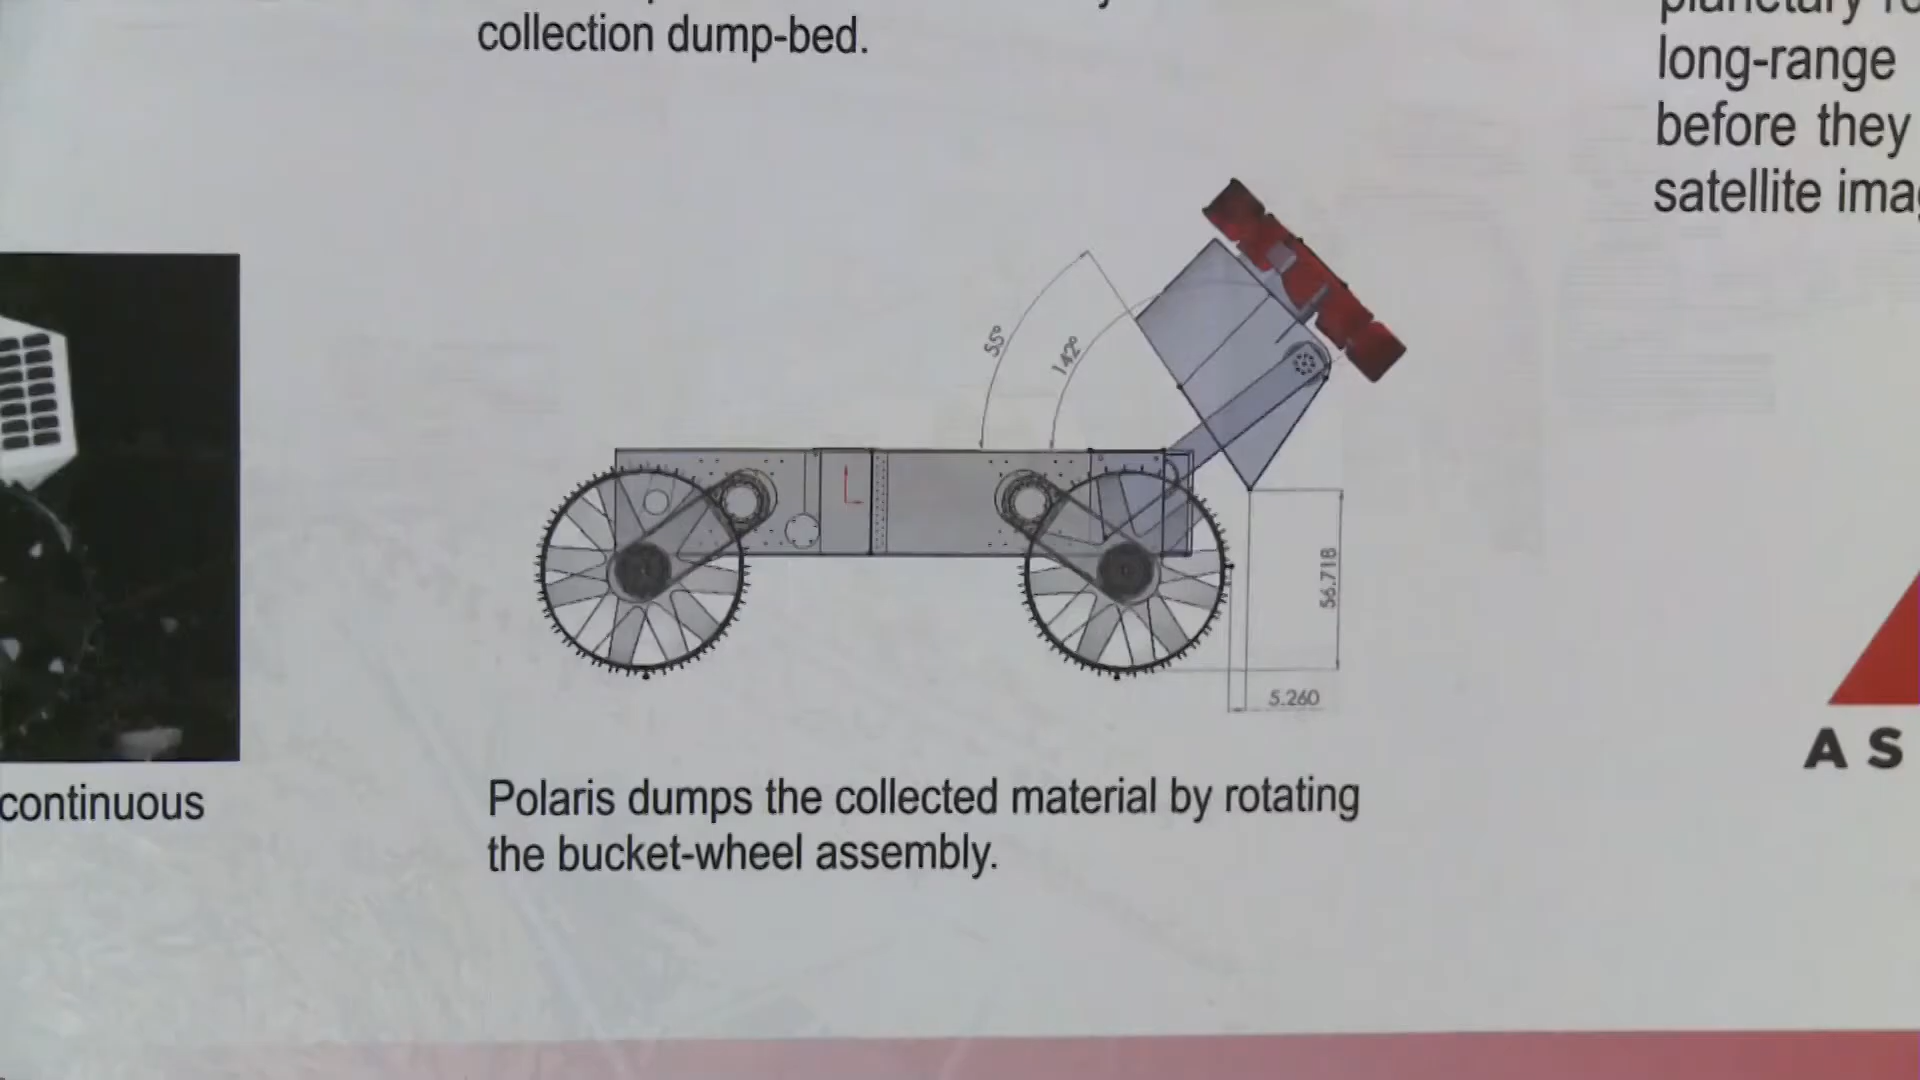 collection dump-bed.
long-range
before they
satellite
55°
142°
56.718
5.260
continuous
Polaris dumps the collected material by rotating
the bucket-wheel assembly.
A S